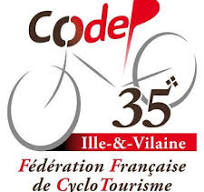 CodeP
35
Ille-&-Vilaine
Fédération Française
de CycloTourisme